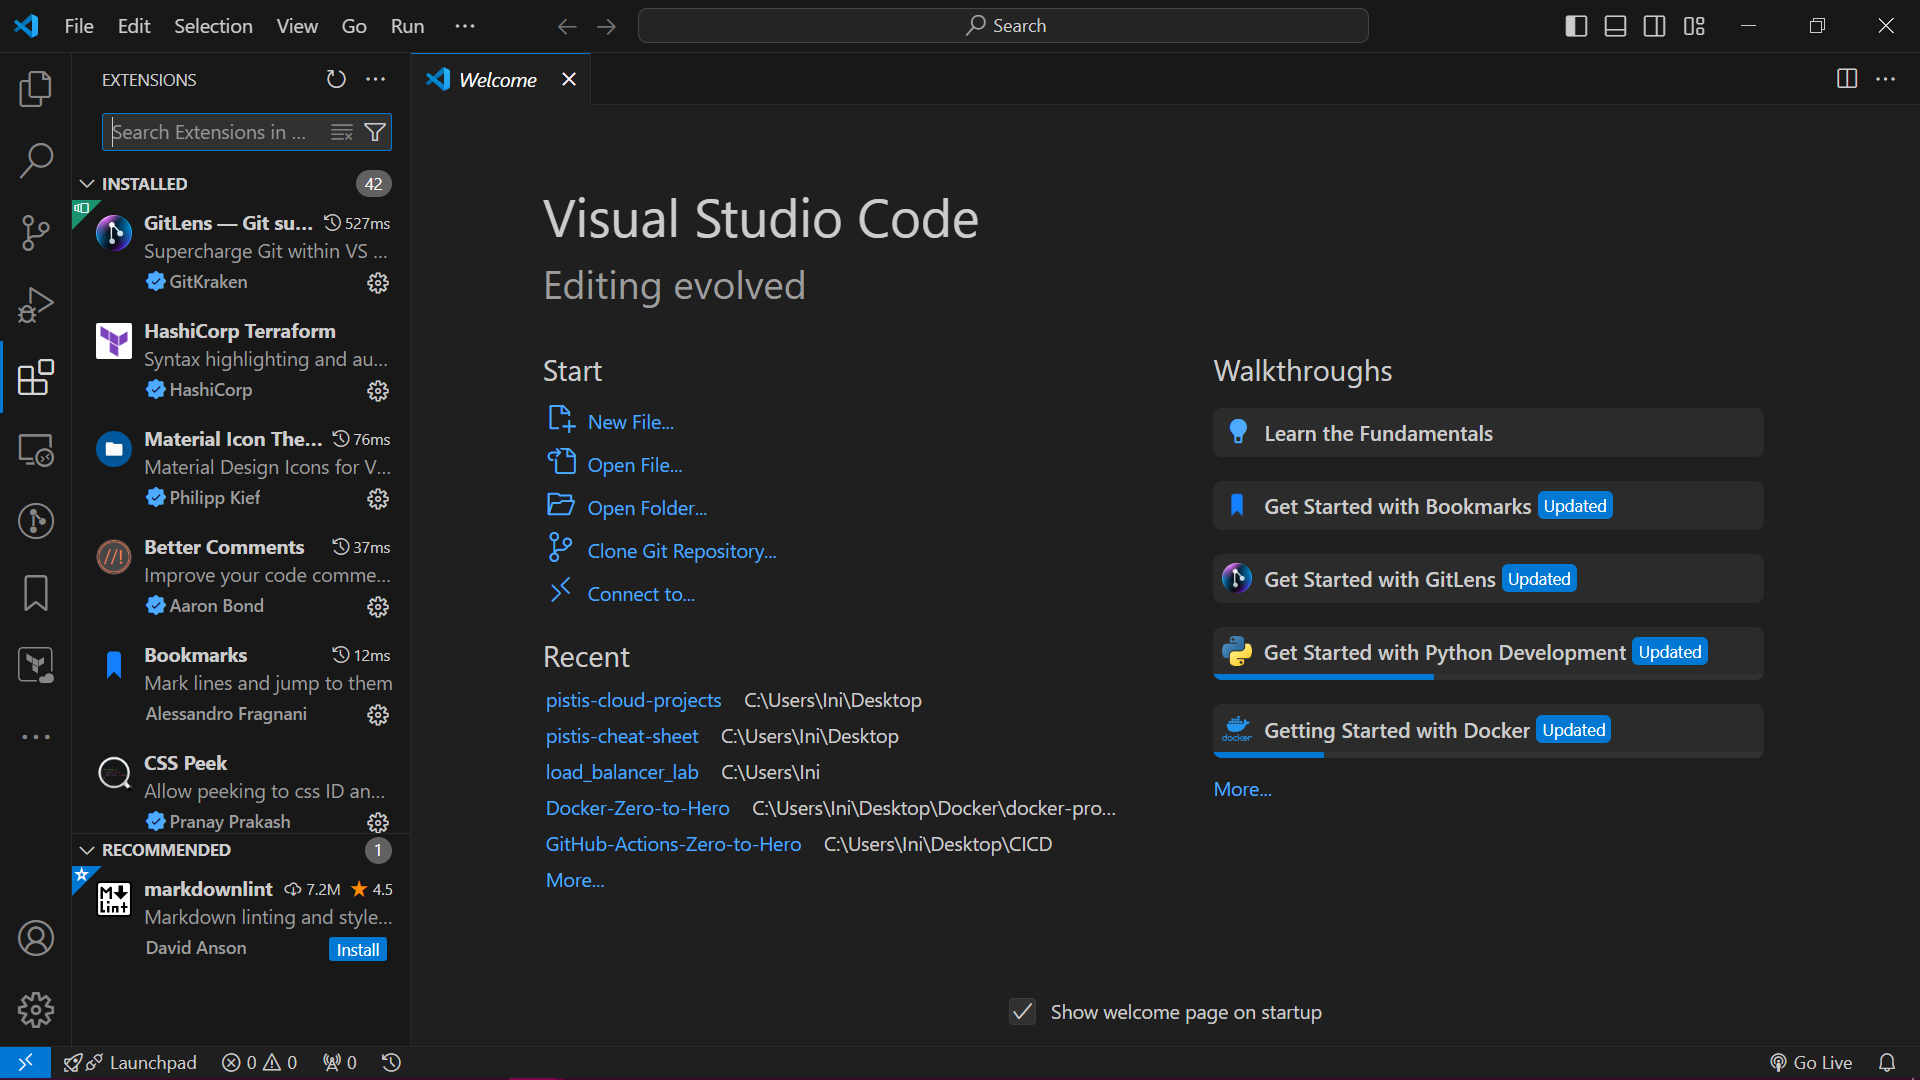 File Edit Selection View Go Run ···
Search
EXTENSIONS
Search Extensions in ...
INSTALLED 42
GitLens — Git su... 527ms
Supercharge Git within VS ...
GitKraken
HashiCorp Terraform
Syntax highlighting and au...
HashiCorp
Material Icon The... 76ms
Material Design Icons for V...
Philipp Kief
Better Comments 37ms
Improve your code comme...
Aaron Bond
Bookmarks 12ms
Mark lines and jump to them
Alessandro Fragnani
CSS Peek
Allow peeking to css ID an...
Pranay Prakash
RECOMMENDED 1
markdownlint 7.2M 4.5
Markdown linting and style...
David Anson
Install
Welcome
Visual Studio Code
Editing evolved
Start
New File...
Open File...
Open Folder...
Clone Git Repository...
Connect to...
Recent
pistis-cloud-projects C:\Users\Ini\Desktop
pistis-cheat-sheet C:\Users\Ini\Desktop
load_balancer_lab C:\Users\Ini
Docker-Zero-to-Hero C:\Users\Ini\Desktop\Docker\docker-pro...
GitHub-Actions-Zero-to-Hero C:\Users\Ini\Desktop\CICD
More...
Walkthroughs
Learn the Fundamentals
Get Started with Bookmarks Updated
Get Started with GitLens Updated
Get Started with Python Development Updated
docker
Getting Started with Docker Updated
More...
Show welcome page on startup
Launchpad 0 0 0
Go Live